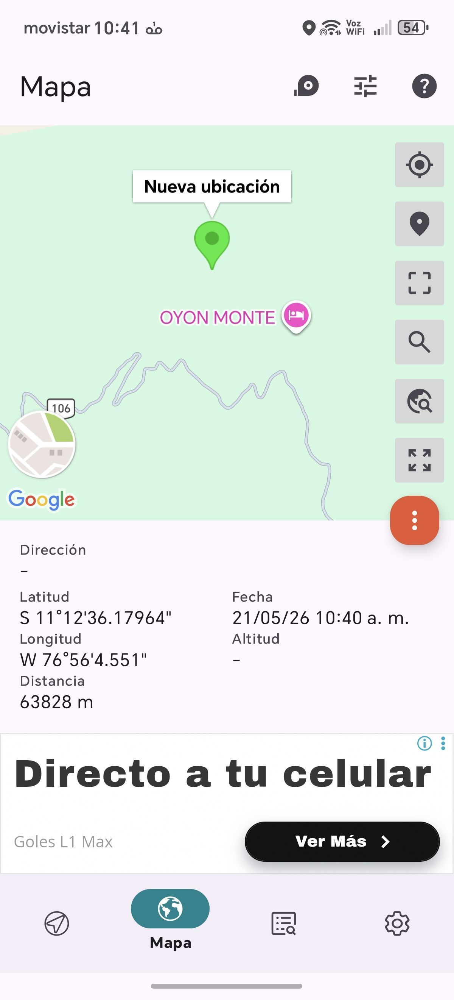 movistar 10:41
Voz
WiFi
54
Mapa
Nueva ubicación
OYON MONTE
106
Google
Dirección
–
Latitud
S 11°12'36.17964"
Fecha
21/05/26 10:40 a. m.
Longitud
W 76°56'4.551"
Altitud
–
Distancia
63828 m
Directo a tu celular
Goles L1 Max
Ver Más
Mapa